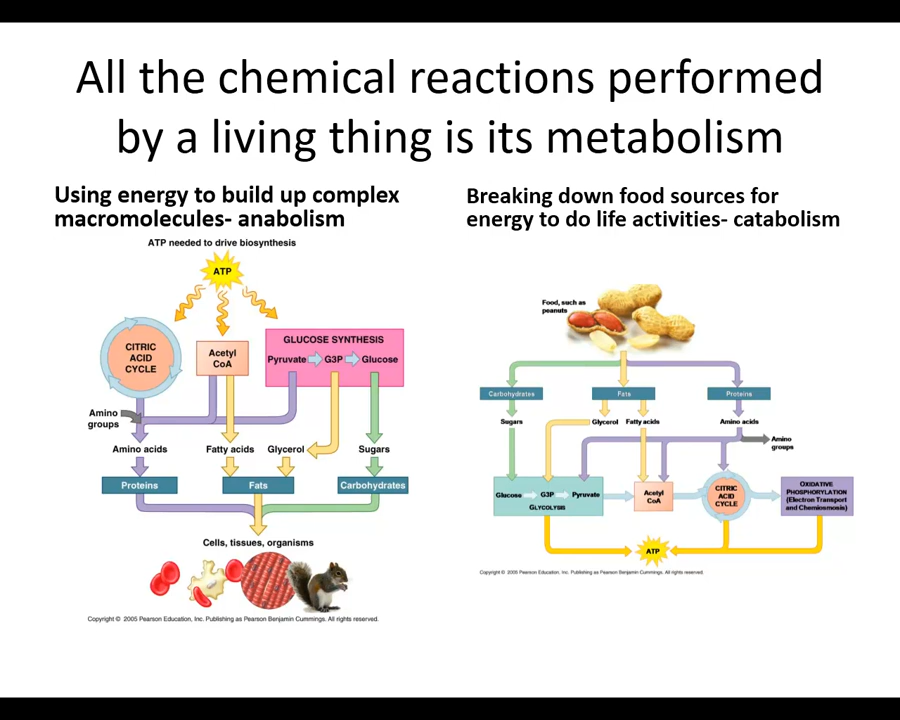 All the chemical reactions performed
by a living thing is its metabolism
Using energy to build up complex
macromolecules- anabolism
ATP needed to drive biosynthesis
ATP
CITRIC
ACID
CYCLE
Acetyl
CoA
GLUCOSE SYNTHESIS
Pyruvate
G3P
Glucose
Amino
groups
Amino acids
Fatty acids
Glycerol
Sugars
Proteins
Fats
Carbohydrates
Cells, tissues, organisms
Copyright © 2005 Pearson Education, Inc. Publishing as Pearson Benjamin Cummings. All rights reserved.
Breaking down food sources for
energy to do life activities- catabolism
Food, such as
peanuts
Carbohydrates
Fats
Proteins
Sugars
Glycerol
Fatty acids
Amino acids
Amino
groups
Glucose
G3P
Pyruvate
GLYCOLYSIS
Acetyl
CoA
CITRIC
ACID
CYCLE
OXIDATIVE
PHOSPHORYLATION
(Electron Transport
and Chemiosmosis)
ATP
Copyright © 2005 Pearson Education, Inc. Publishing as Pearson Benjamin Cummings. All rights reserved.